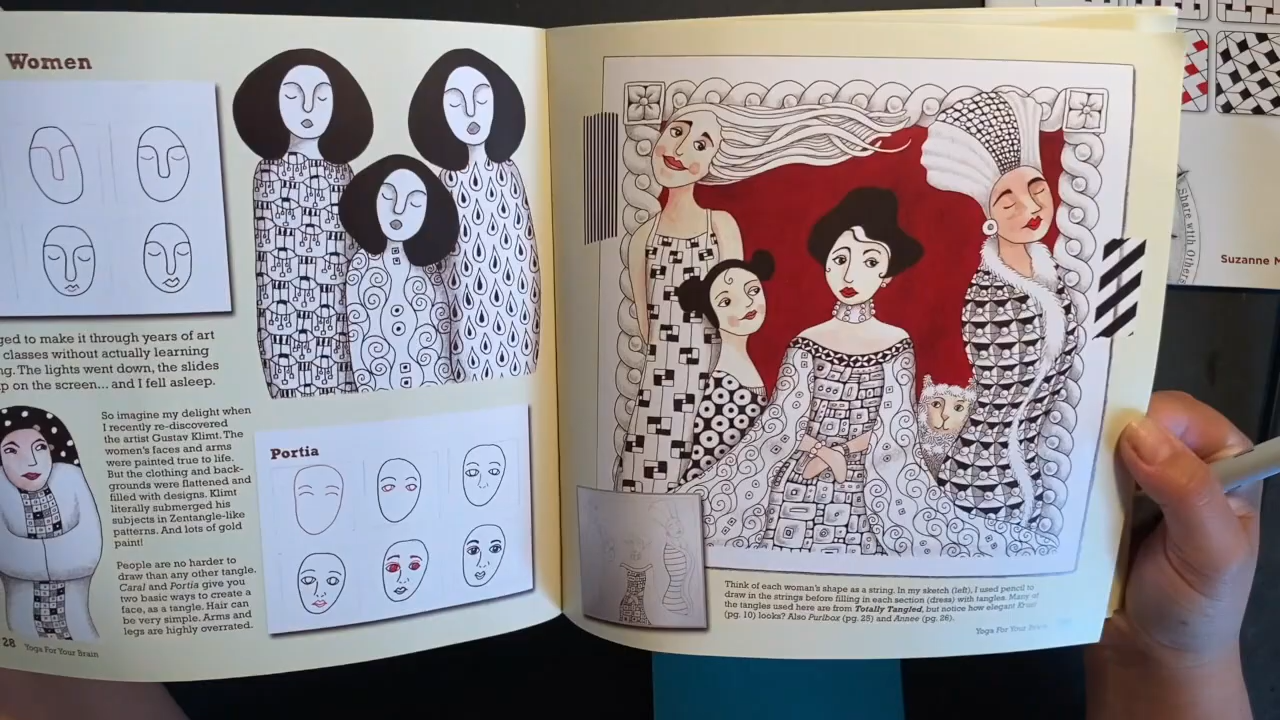 Women
ged to make it through years of art
classes without actually learning
ng. The lights went down, the slides
p on the screen... and I fell asleep.
So imagine my delight when
I recently re-discovered
the artist Gustav Klimt. The
women's faces and arms
were painted true to life.
But the clothing and back-
grounds were flattened and
filled with designs. Klimt
literally submerged his
subjects in Zentangle-like
patterns. And lots of gold
paint!
People are no harder to
draw than any other tangle.
Caral and Portia give you
two basic ways to create a
face, as a tangle. Hair can
be very simple. Arms and
legs are highly overrated.
28 Yoga For Your Brain
Portia
Think of each woman's shape as a string. In my sketch (left), I used pencil to
draw in the strings before filling in each section (dress) with tangles. Many of
the tangles used here are from Totally Tangled, but notice how elegant
(pg. 10) looks? Also Purlbox (pg. 25) and Annee (pg. 26).
Yoga For Your Brain
Share with Others
Suzanne M